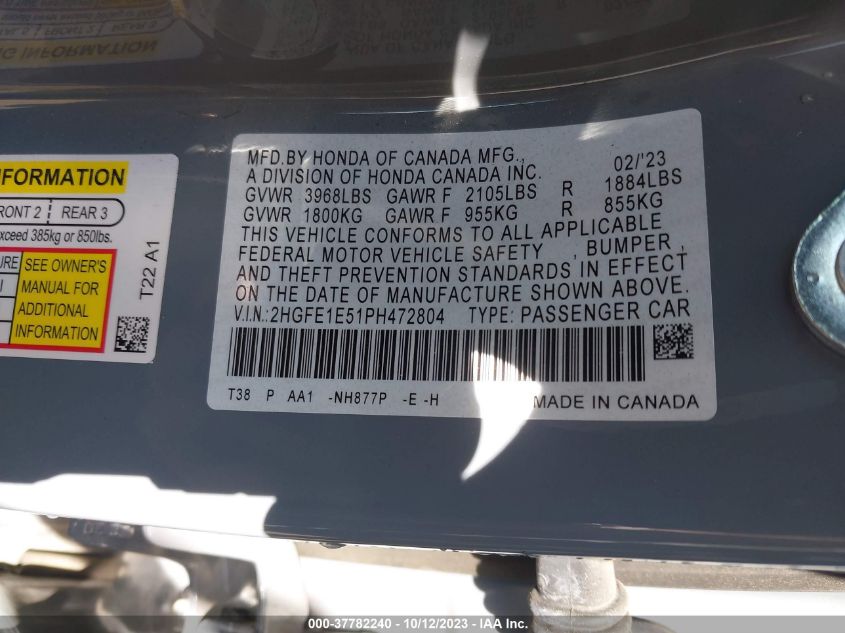 NG INFORMATION
NFORMATION
RONT 2 REAR 3
xceed 385kg or 850lbs.
SEE OWNER'S
MANUAL FOR
ADDITIONAL
INFORMATION
T22 A1
MFD.BY HONDA OF CANADA MFG., 02/'23
A DIVISION OF HONDA CANADA INC.
GVWR 3968LBS GAWR F 2105LBS R 1884LBS
GVWR 1800KG GAWR F 955KG R 855KG
THIS VEHICLE CONFORMS TO ALL APPLICABLE
FEDERAL MOTOR VEHICLE SAFETY , BUMPER ,
AND THEFT PREVENTION STANDARDS IN EFFECT
ON THE DATE OF MANUFACTURE SHOWN ABOVE.
V.I.N.:2HGFE1E51PH472804 TYPE: PASSENGER CAR
T38 P AA1 -NH877P -E -H MADE IN CANADA
000-37782240 - 10/12/2023 - IAA Inc.